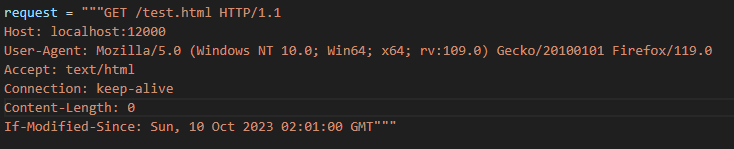 request = """GET /test.html HTTP/1.1
Host: localhost:12000
User-Agent: Mozilla/5.0 (Windows NT 10.0; Win64; x64; rv:109.0) Gecko/20100101 Firefox/119.0
Accept: text/html
Connection: keep-alive
Content-Length: 0
If-Modified-Since: Sun, 10 Oct 2023 02:01:00 GMT"""